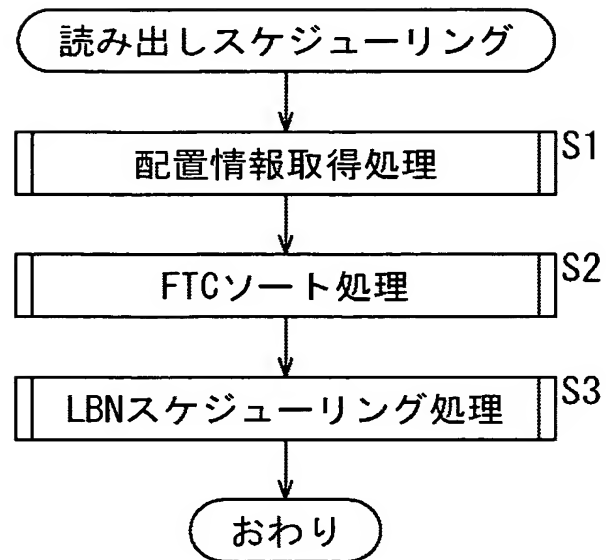 読み出しスケジューリング
配置情報取得処理 S1
FTCソート処理 S2
LBNスケジューリング処理 S3
おわり